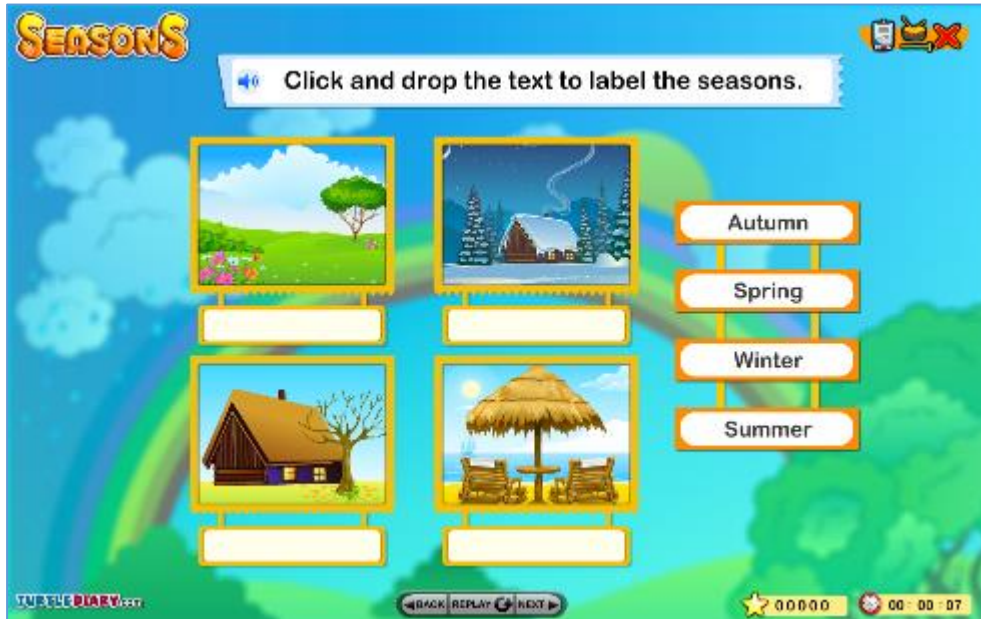 SEASONS
Click and drop the text to label the seasons.
Autumn
Spring
Winter
Summer
TURTLEDIARY.COM
BACK REPLAY NEXT
00000
00:00:07